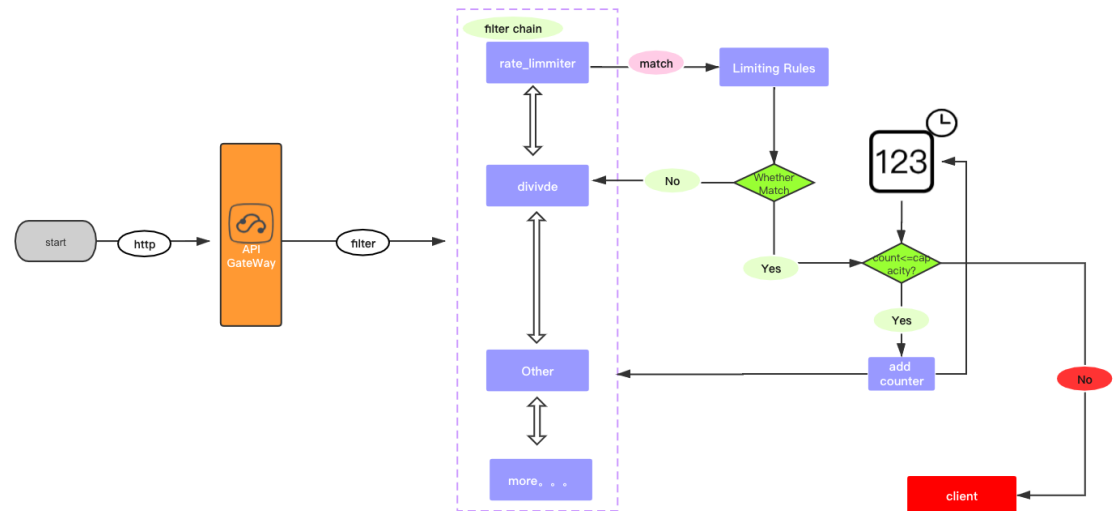 filter chain
rate_limmiter
match
Limiting Rules
123
No
Whether
Match
divivde
start
http
API
GateWay
filter
Yes
count<=cap
acity?
Yes
Other
add
counter
No
more。。。
client